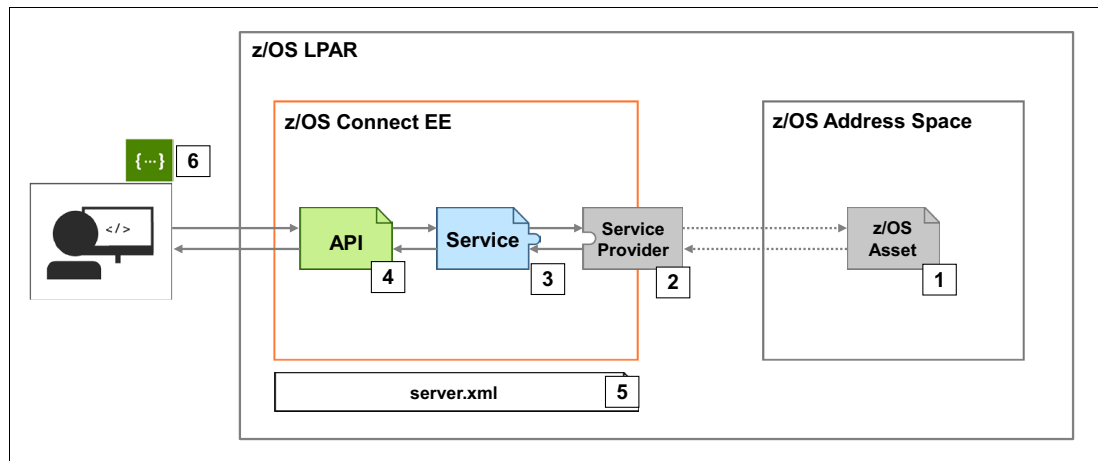 z/OS LPAR
z/OS Connect EE
z/OS Address Space
{···}
6
</>
API
4
Service
3
Service
Provider
2
z/OS
Asset
1
server.xml
5